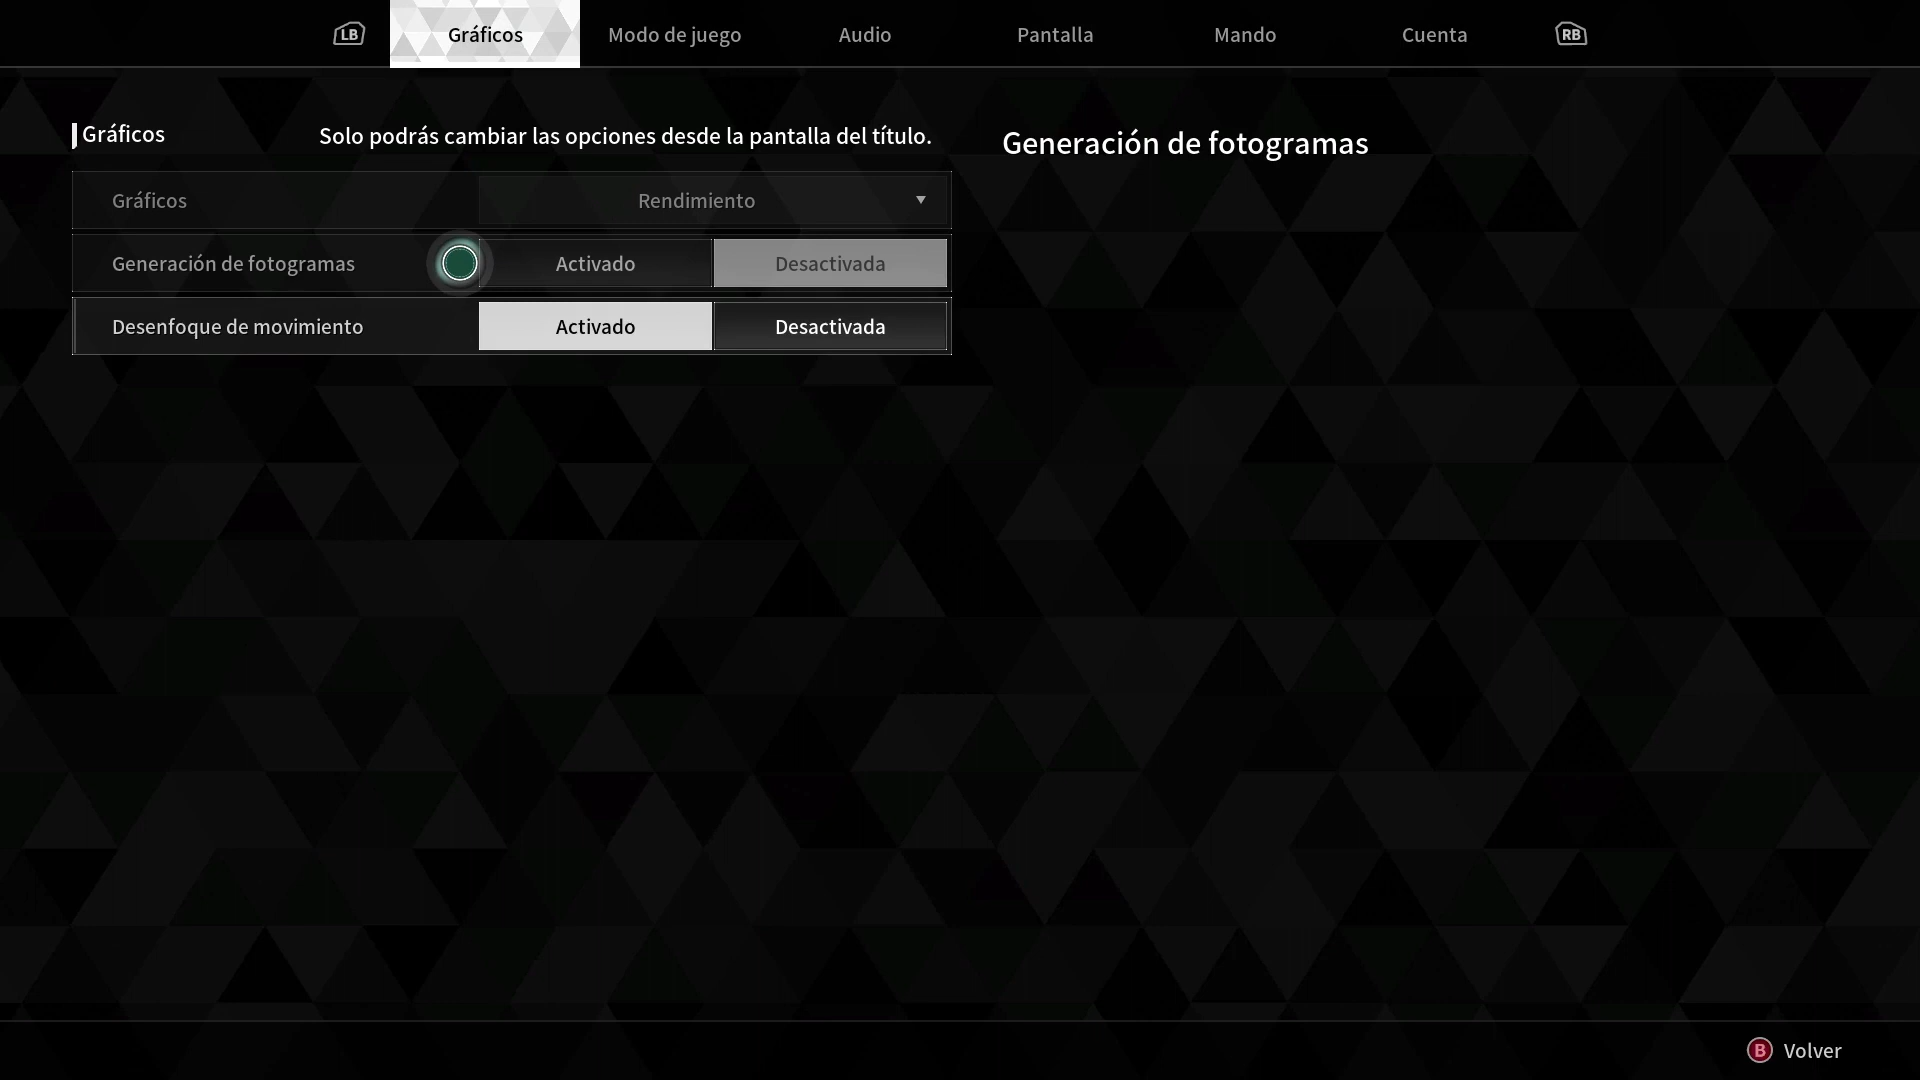 LB Gráficos Modo de juego Audio Pantalla Mando Cuenta RB
Gráficos Solo podrás cambiar las opciones desde la pantalla del título.
Generación de fotogramas
Gráficos Rendimiento
Generación de fotogramas Activado Desactivada
Desenfoque de movimiento Activado Desactivada
B Volver